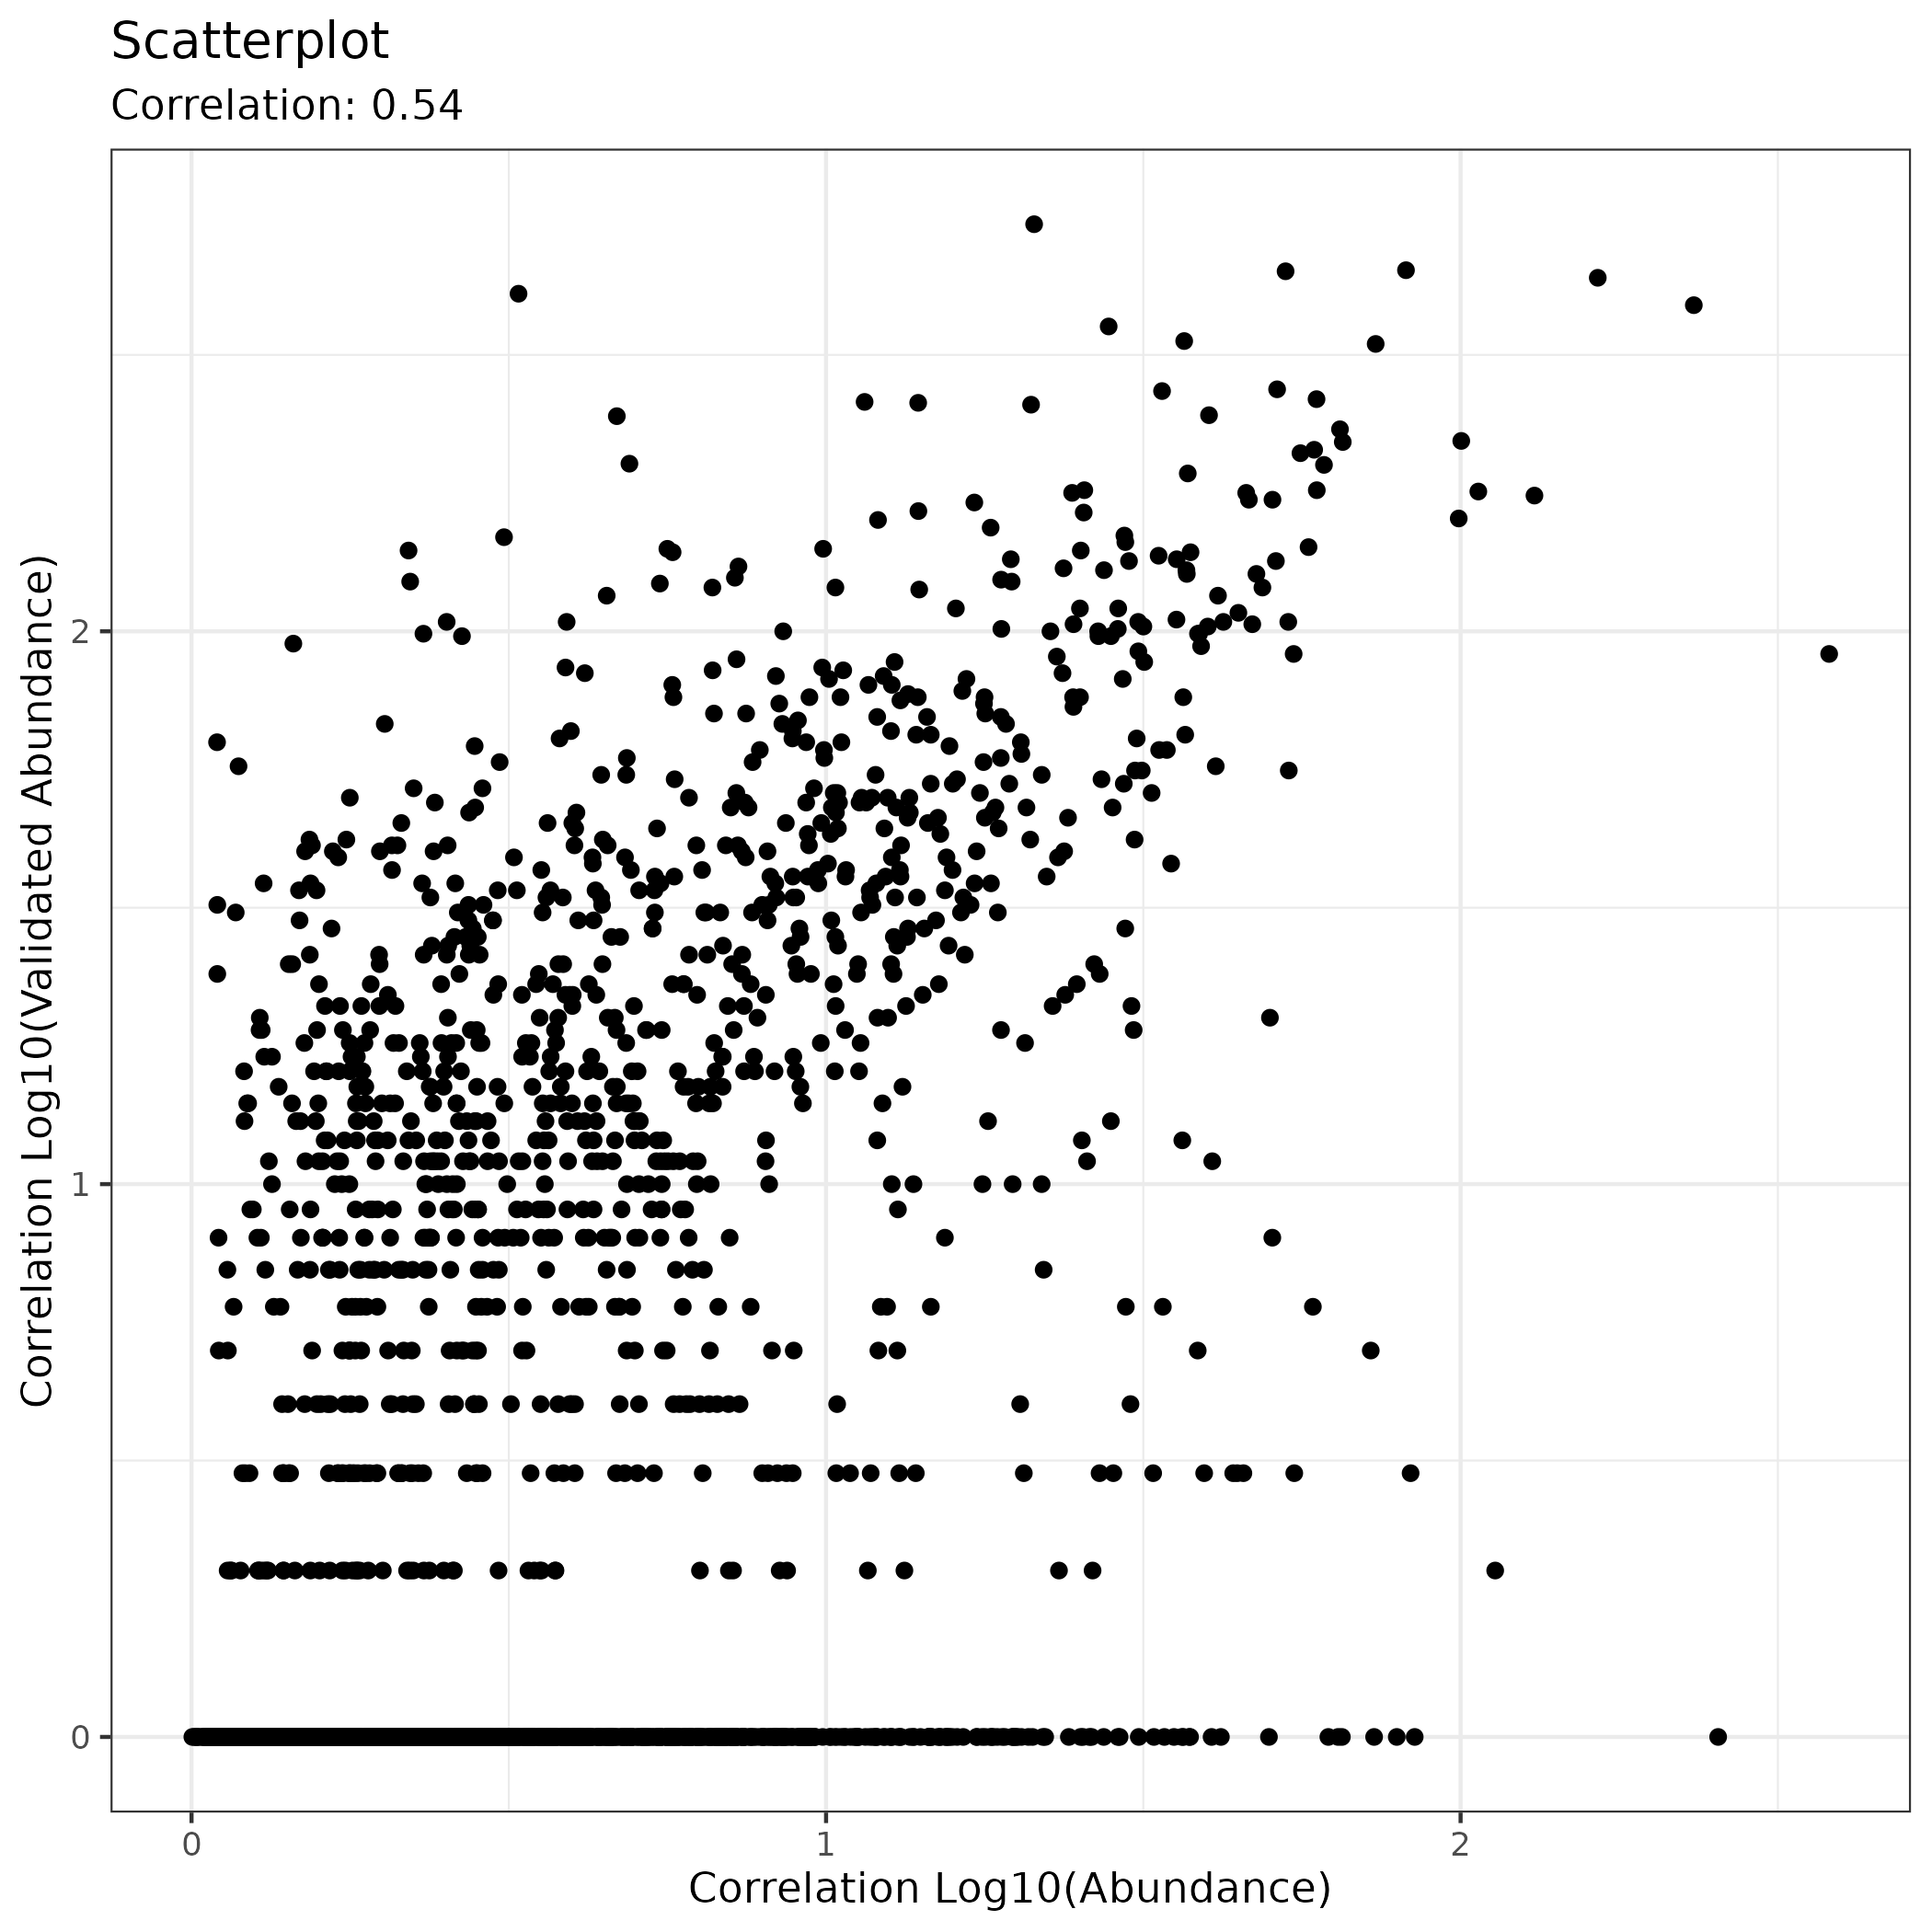 Scatterplot
Correlation: 0.54
Correlation Log10(Validated Abundance)
2
1
0
0
1
2
Correlation Log10(Abundance)